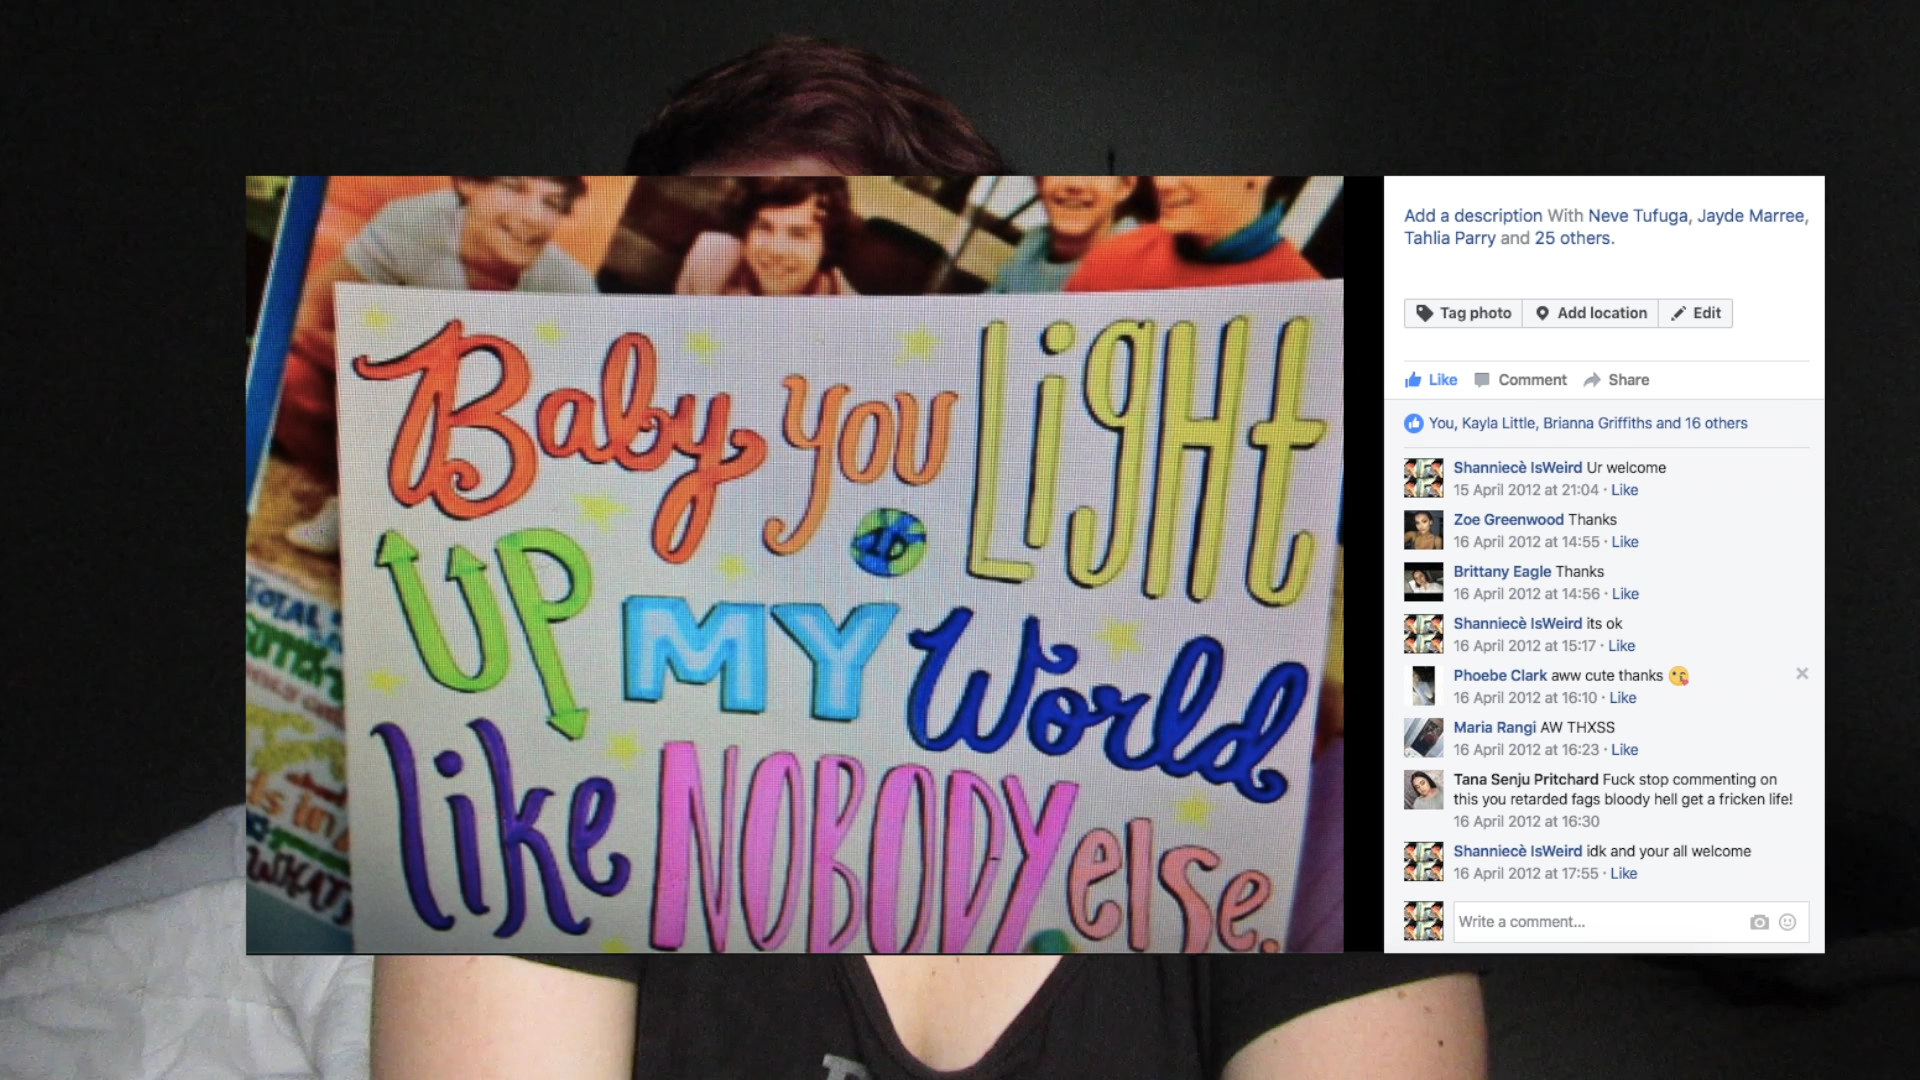 Baby you Light
1D
UP MY World
like NOBODY else.
TOTAL
WHAT'S
Add a description With Neve Tufuga, Jayde Marree,
Tahlia Parry and 25 others.
Tag photo Add location Edit
Like Comment Share
You, Kayla Little, Brianna Griffiths and 16 others
Shanniecè IsWeird Ur welcome
15 April 2012 at 21:04 · Like
Zoe Greenwood Thanks
16 April 2012 at 14:55 · Like
Brittany Eagle Thanks
16 April 2012 at 14:56 · Like
Shanniecè IsWeird its ok
16 April 2012 at 15:17 · Like
Phoebe Clark aww cute thanks 😘
16 April 2012 at 16:10 · Like
Maria Rangi AW THXSS
16 April 2012 at 16:23 · Like
Tana Senju Pritchard Fuck stop commenting on
this you retarded fags bloody hell get a fricken life!
16 April 2012 at 16:30
Shanniecè IsWeird idk and your all welcome
16 April 2012 at 17:55 · Like
Write a comment...